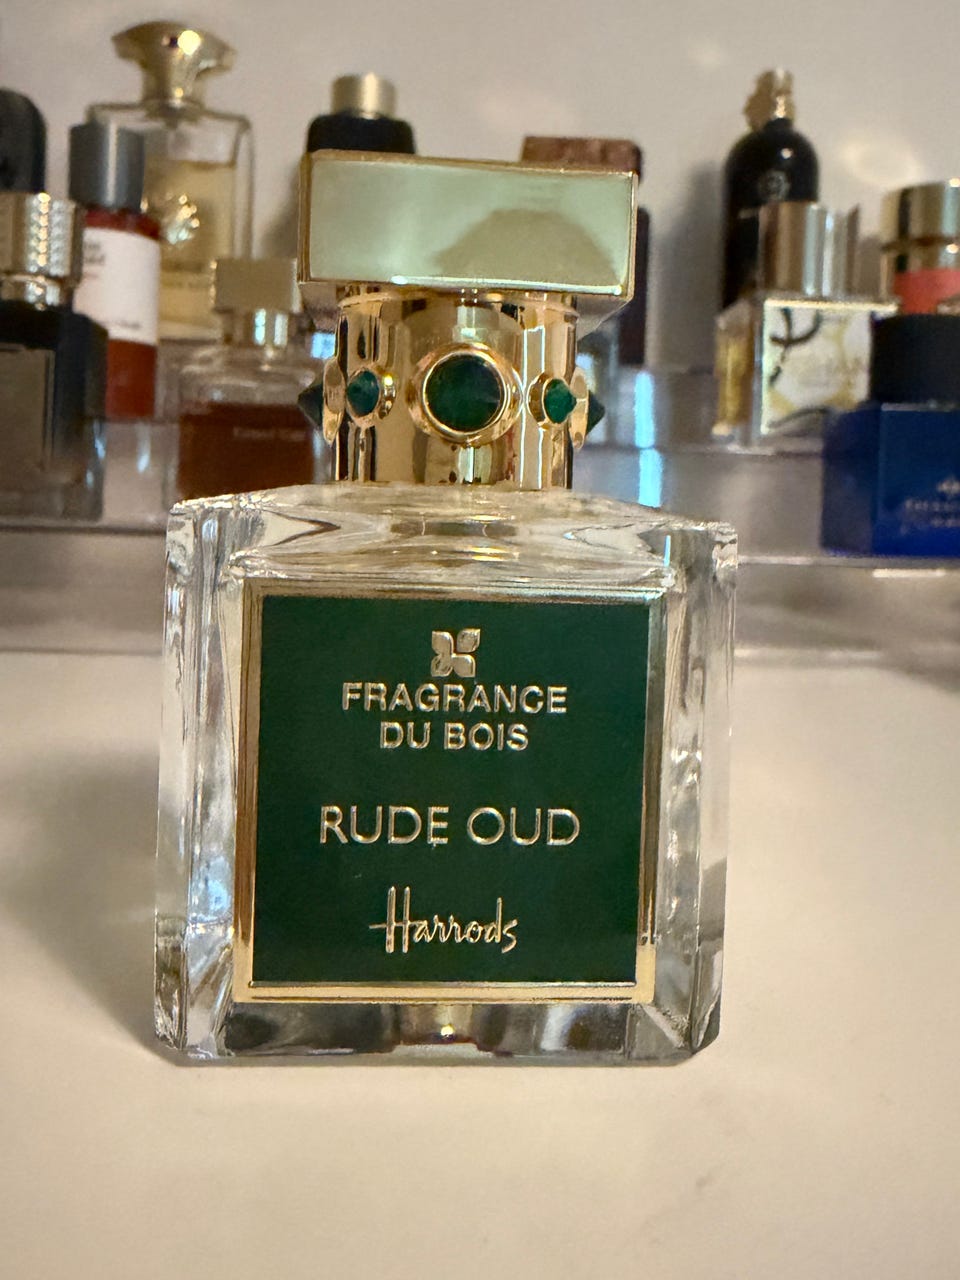 FRAGRANCE
DU BOIS
RUDE OUD
Harrods